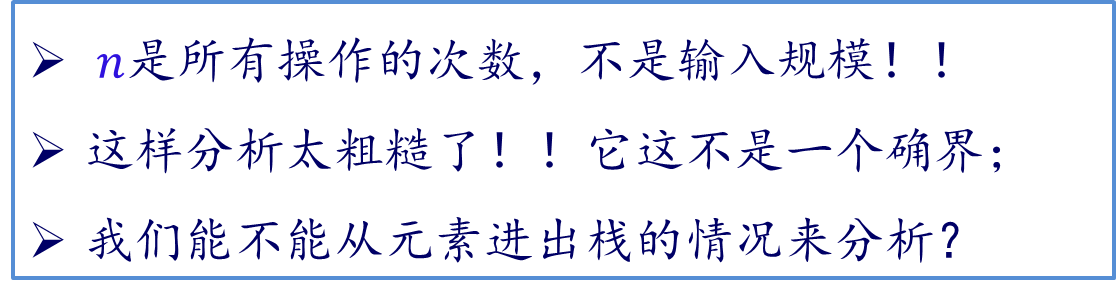 ➢ n是所有操作的次数，不是输入规模！！
➢ 这样分析太粗糙了！！它这不是一个确界；
➢ 我们能不能从元素进出栈的情况来分析？